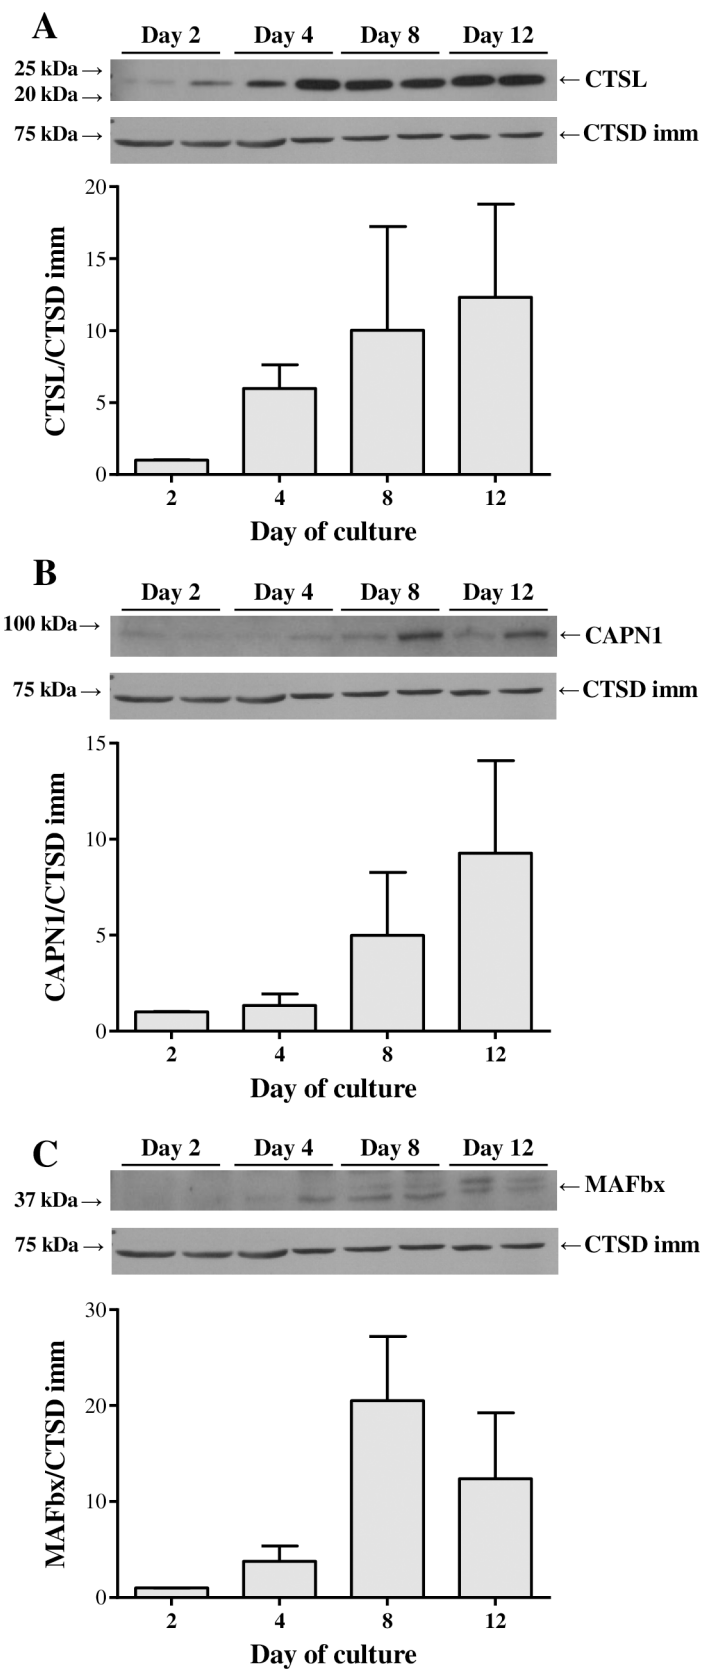 A
Day 2 Day 4 Day 8 Day 12
25 kDa→
←CTSL
20 kDa→
75 kDa→ ←CTSD imm
20
15
10
5
0
CTSL/CTSD imm
2 4 8 12
Day of culture
B
Day 2 Day 4 Day 8 Day 12
100 kDa→
←CAPN1
75 kDa→ ←CTSD imm
15
10
5
0
CAPN1/CTSD imm
2 4 8 12
Day of culture
C
Day 2 Day 4 Day 8 Day 12
←MAFbx
37 kDa→
75 kDa→ ←CTSD imm
30
20
10
0
MAFbx/CTSD imm
2 4 8 12
Day of culture